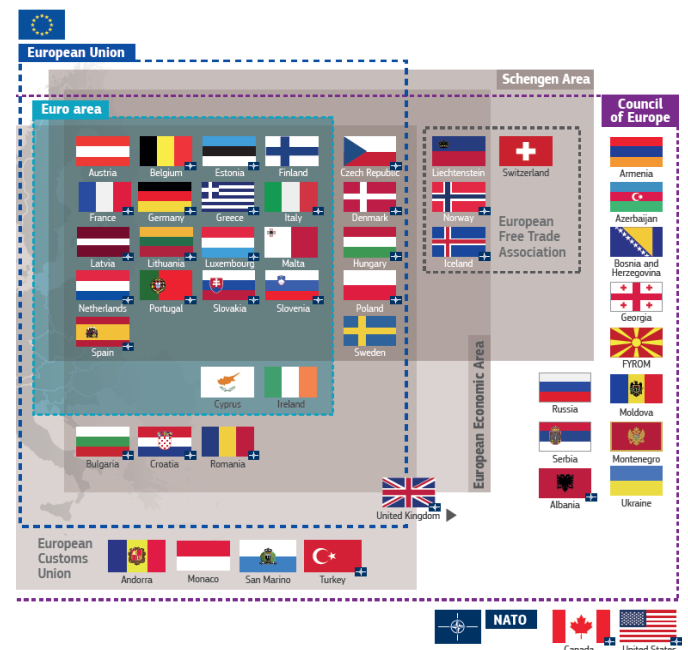 European Union
Schengen Area
Euro area
Council
of Europe
Austria
Belgium
Estonia
Finland
Czech Republic
Liechtenstein
Switzerland
Armenia
France
Germany
Greece
Italy
Denmark
Norway
European
Free Trade
Association
Azerbaijan
Latvia
Lithuania
Luxembourg
Malta
Hungary
Iceland
Bosnia and
Herzegovina
Netherlands
Portugal
Slovakia
Slovenia
Poland
Georgia
Spain
Sweden
FYROM
European Economic Area
Cyprus
Ireland
Russia
Moldova
Bulgaria
Croatia
Romania
Serbia
Montenegro
Albania
Ukraine
United Kingdom
European
Customs
Union
Andorra
Monaco
San Marino
Turkey
NATO
Canada
United States